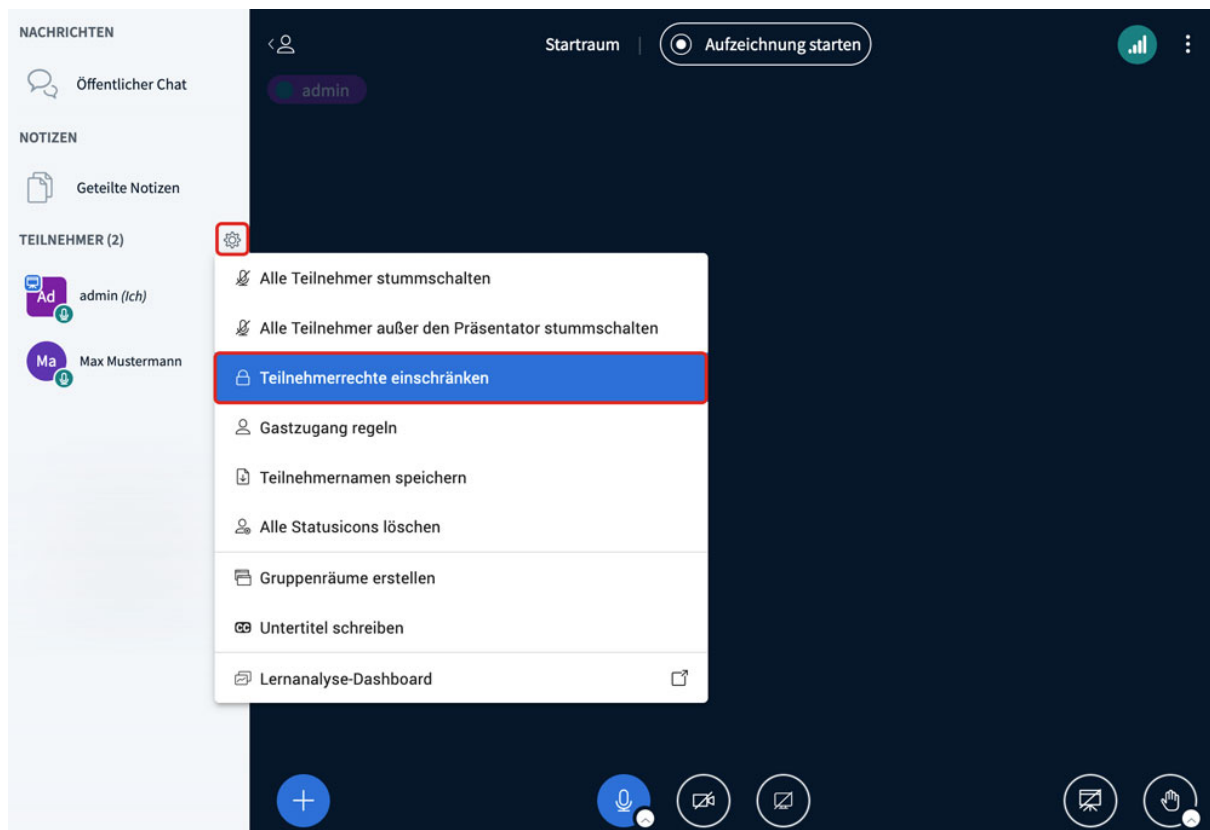 NACHRICHTEN
Öffentlicher Chat
NOTIZEN
Geteilte Notizen
TEILNEHMER (2)
Ad admin (Ich)
Ma Max Mustermann
Startraum | Aufzeichnung starten
admin
Alle Teilnehmer stummschalten
Alle Teilnehmer außer den Präsentator stummschalten
Teilnehmerrechte einschränken
Gastzugang regeln
Teilnehmernamen speichern
Alle Statusicons löschen
Gruppenräume erstellen
CC Untertitel schreiben
Lernanalyse-Dashboard